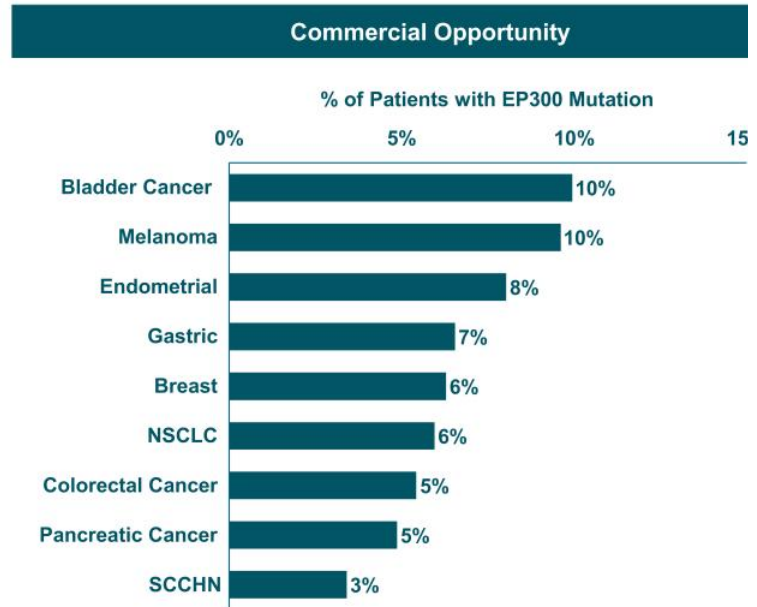 Commercial Opportunity
% of Patients with EP300 Mutation
0% 5% 10% 15
Bladder Cancer 10%
Melanoma 10%
Endometrial 8%
Gastric 7%
Breast 6%
NSCLC 6%
Colorectal Cancer 5%
Pancreatic Cancer 5%
SCCHN 3%